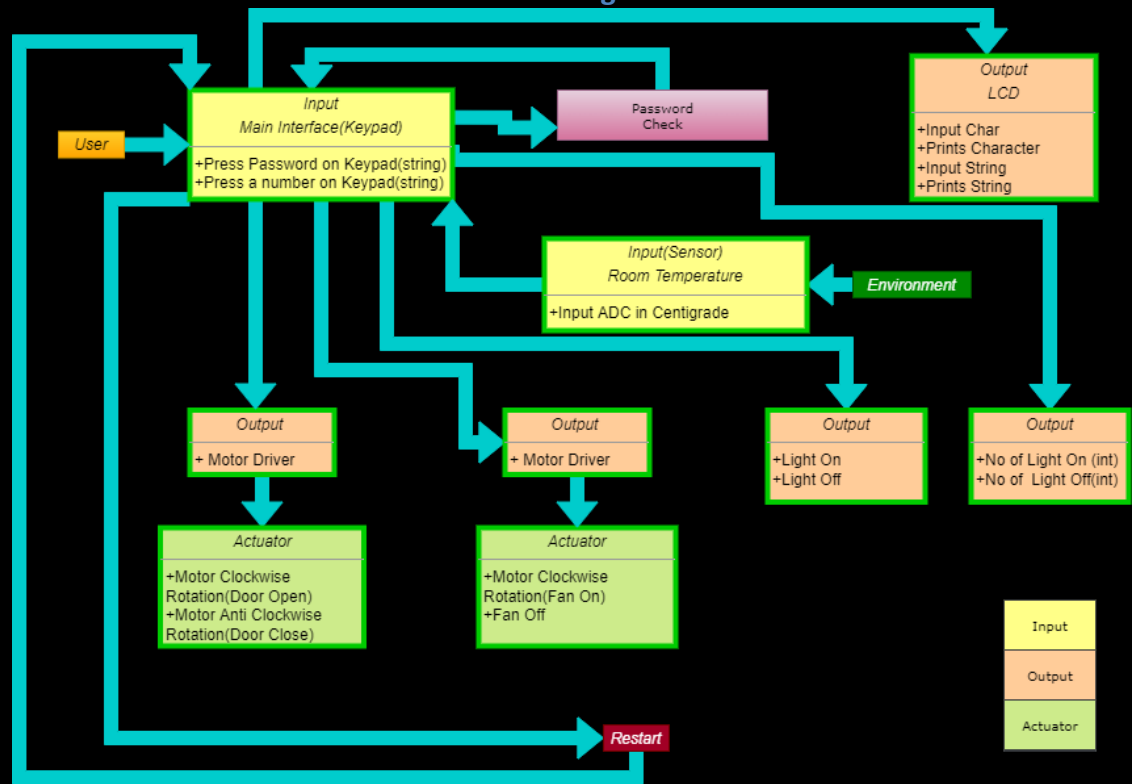 Output
LCD
+Input Char
+Prints Character
+Input String
+Prints String
Input
Main Interface(Keypad)
+Press Password on Keypad(string)
+Press a number on Keypad(string)
Password
Check
User
Input(Sensor)
Room Temperature
+Input ADC in Centigrade
Environment
Output
+ Motor Driver
Output
+ Motor Driver
Output
+Light On
+Light Off
Output
+No of Light On (int)
+No of  Light Off(int)
Actuator
+Motor Clockwise
Rotation(Door Open)
+Motor Anti Clockwise
Rotation(Door Close)
Actuator
+Motor Clockwise
Rotation(Fan On)
+Fan Off
Input
Output
Actuator
Restart